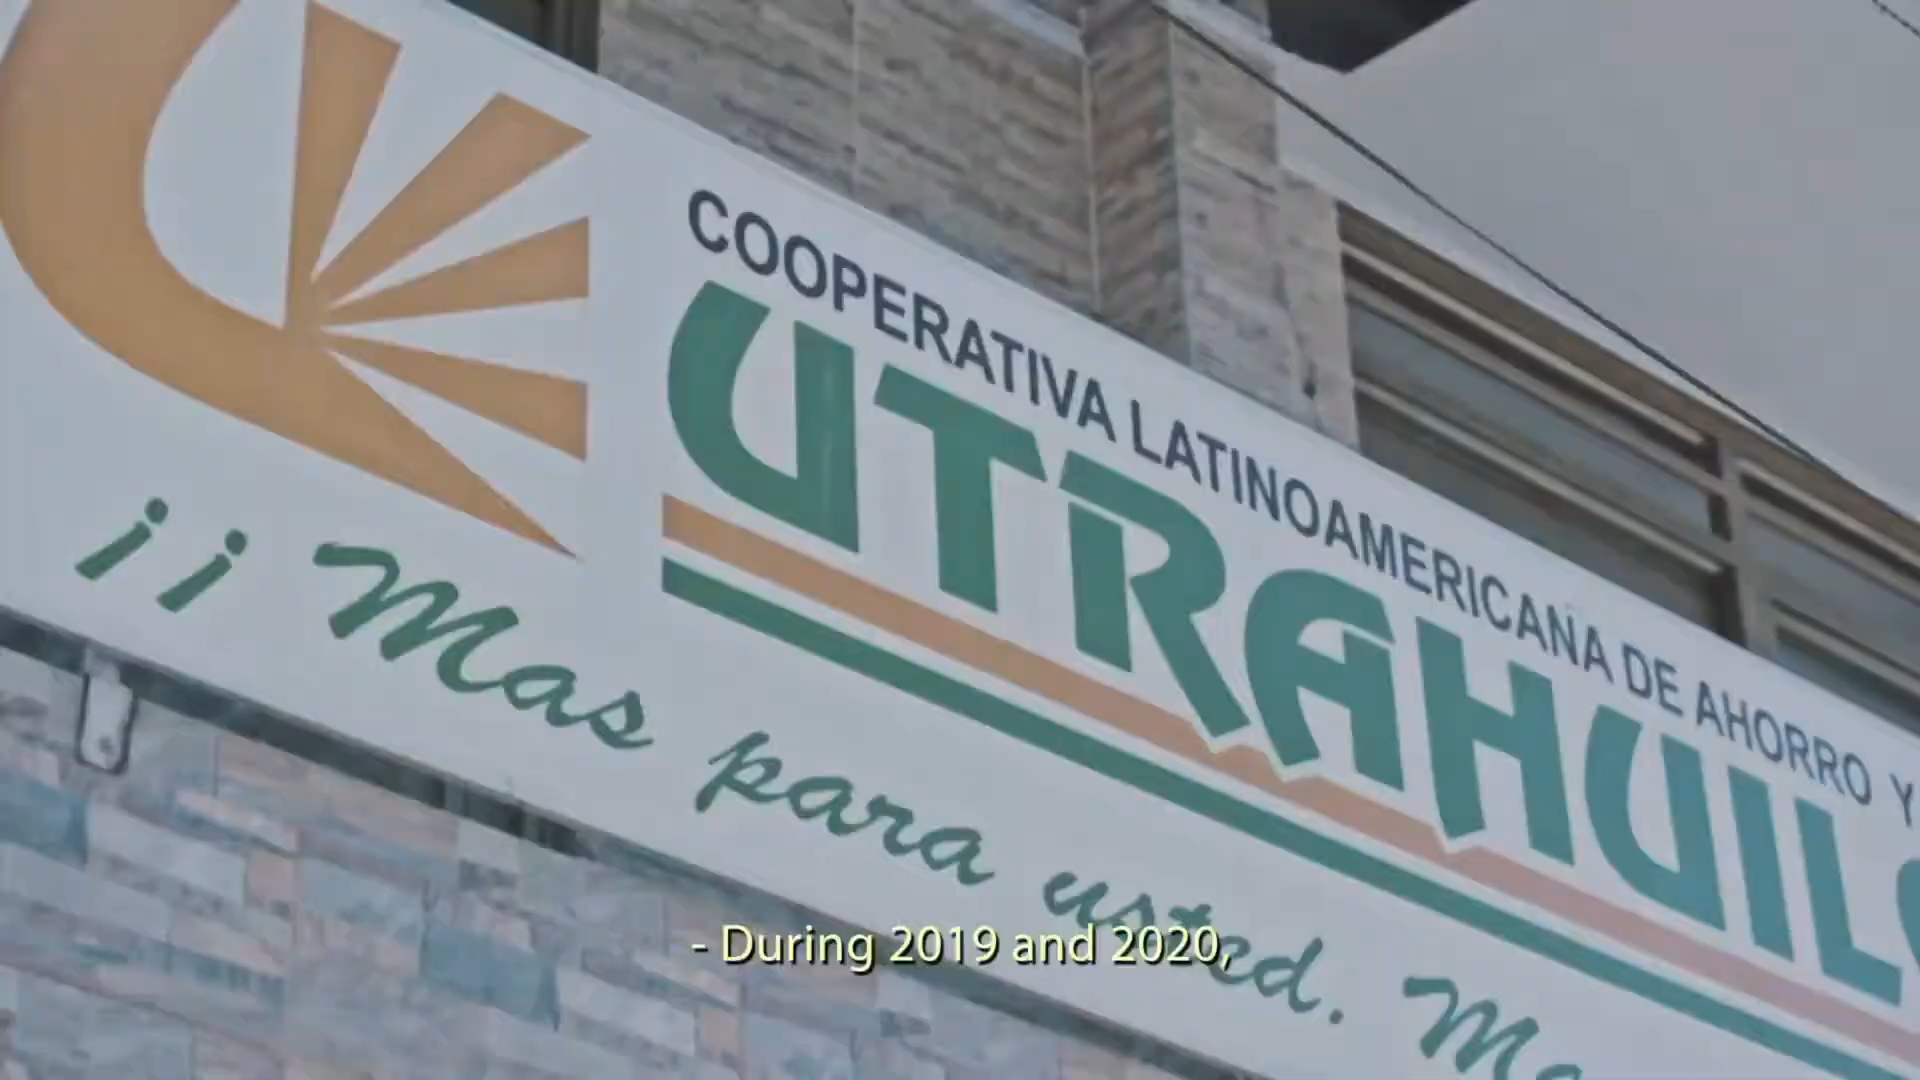 COOPERATIVA LATINOAMERICANA DE AHORRO Y
UTRAHUIL
¡¡ Mas para usted.
- During 2019 and 2020,